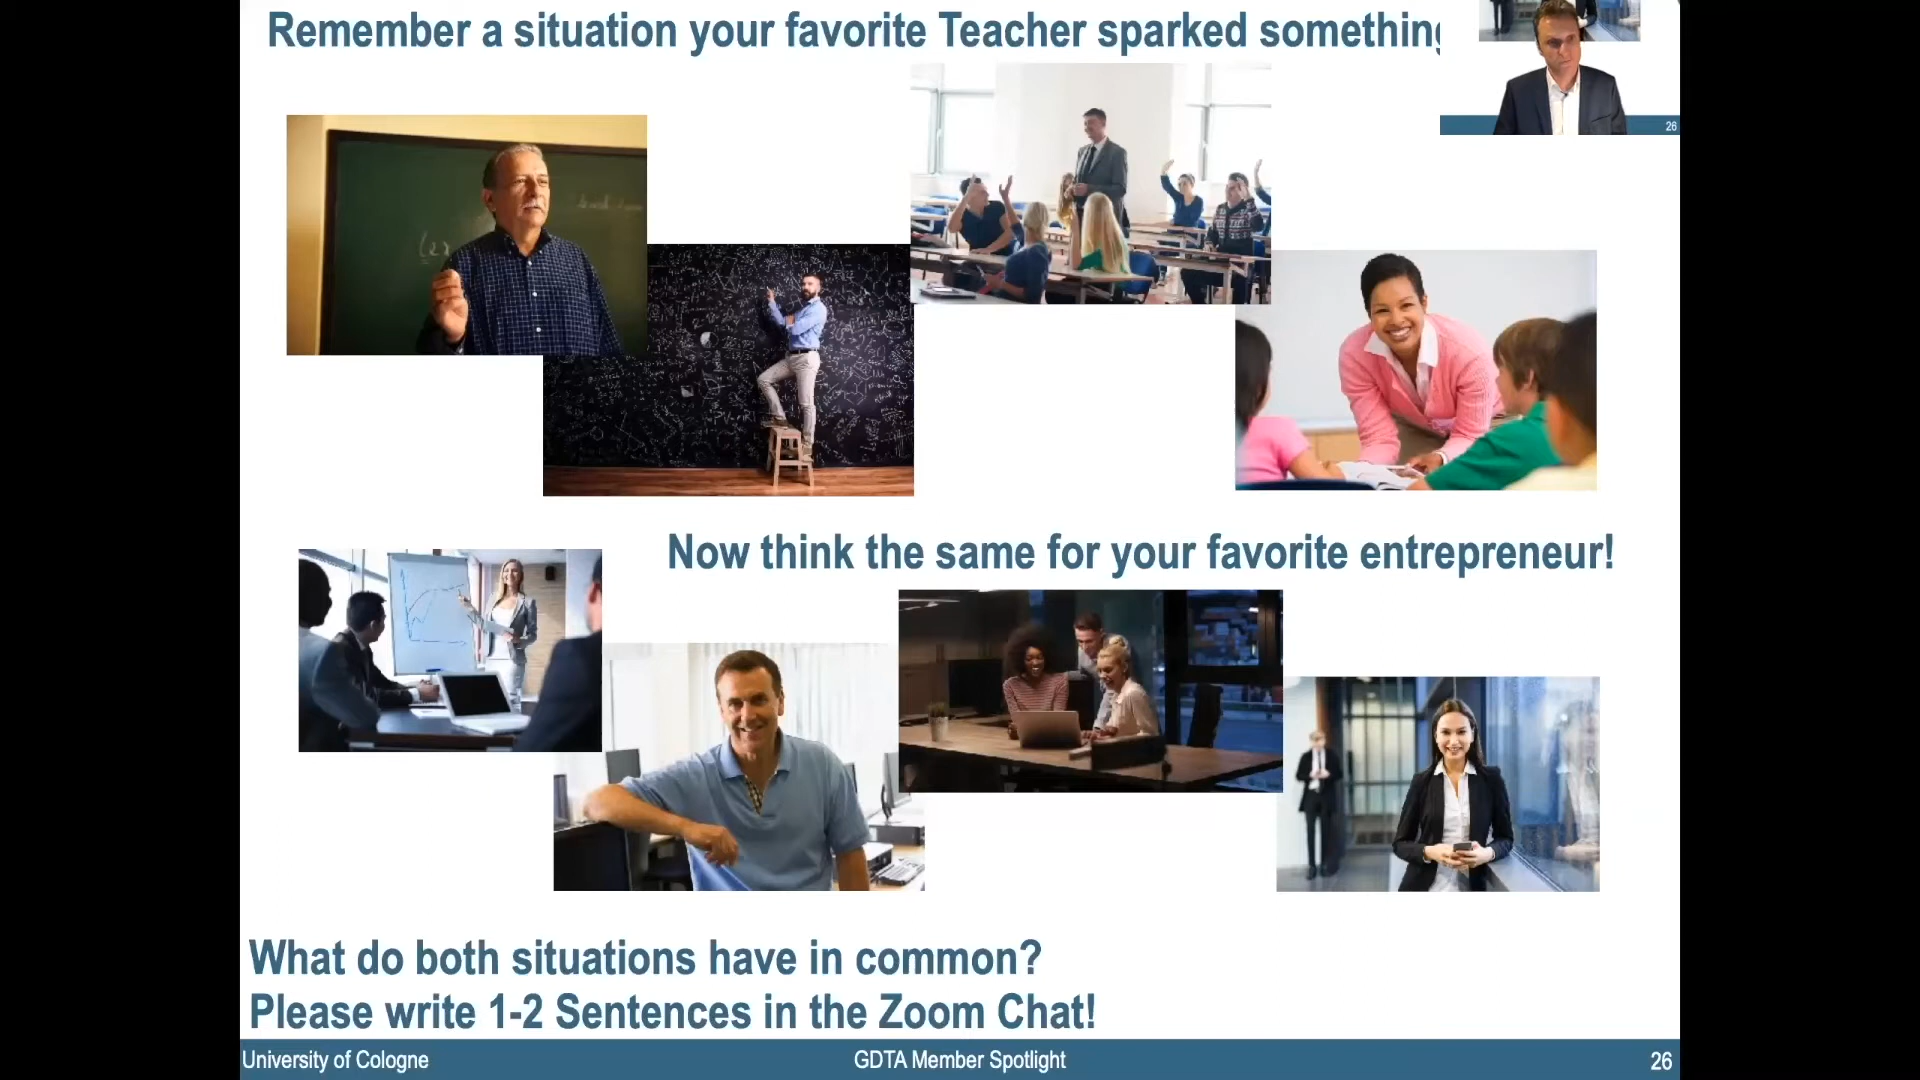 Remember a situation your favorite Teacher sparked something
26
Now think the same for your favorite entrepreneur!
What do both situations have in common?
Please write 1-2 Sentences in the Zoom Chat!
University of Cologne
GDTA Member Spotlight
26